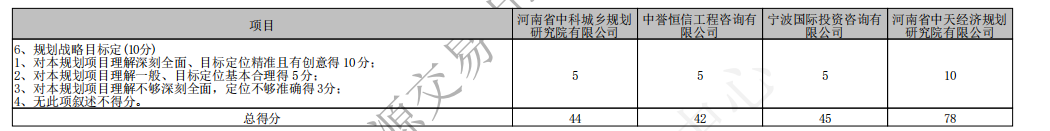 项目
河南省中科城乡规划研究院有限公司
中誉恒信工程咨询有限公司
宁波国际投资咨询有限公司
河南省中天经济规划研究院有限公司
6、规划战略目标定(10分)
1、对本规划项目理解深刻全面、目标定位精准且有创意得 10 分;
2、对本规划项目理解一般、目标定位基本合理得 5 分;
3、对本规划项目理解不够深刻全面,定位不够准确得 3分;
4、无此项叙述不得分。
5 5 5 10
总得分 44 42 45 78
源交易中心